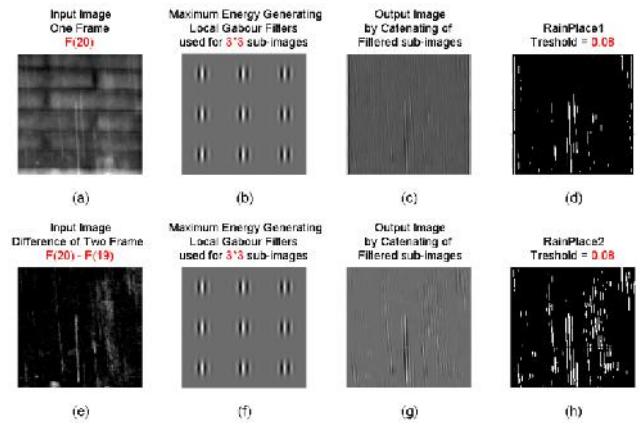 Input Image
One Frame
F(20)
Maximum Energy Generating
Local Gabour Fillers
used for 3*3 sub-images
Output Image
by Catenating of
Filtered sub-images
RainPlace1
Treshold = 0.08
(a)
(b)
(c)
(d)
Input Image
Difference of Two Frame
F(20) - F(19)
Maximum Energy Generating
Local Gabour Fillers
used for 3*3 sub-images
Output Image
by Catenating of
Filtered sub-images
RainPlace2
Treshold = 0.08
(e)
(f)
(g)
(h)